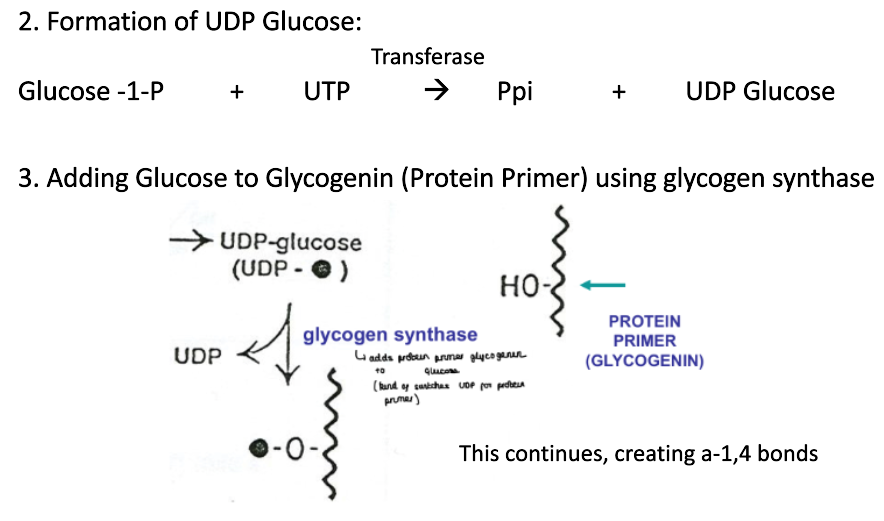 2. Formation of UDP Glucose:
Transferase
Glucose -1-P + UTP → Ppi + UDP Glucose
3. Adding Glucose to Glycogenin (Protein Primer) using glycogen synthase
→ UDP-glucose
(UDP - ● )
HO-
PROTEIN
PRIMER
(GLYCOGENIN)
glycogen synthase
UDP
↳ adds protein primer glycogenin
to glucose
(kind of switches UDP for protein
primer)
●-O-
This continues, creating a-1,4 bonds